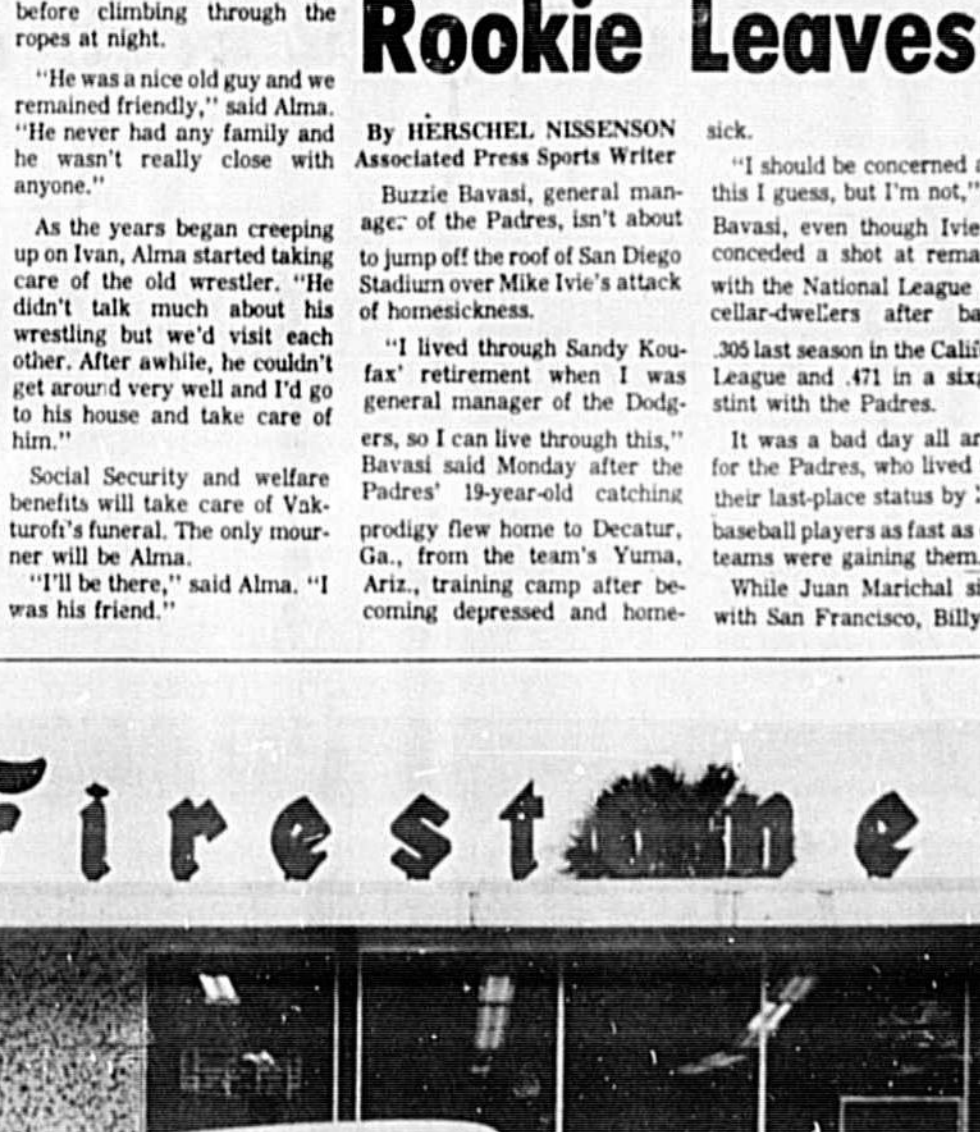 before climbing through the
ropes at night.
"He was a nice old guy and we
remained friendly," said Alma.
"He never had any family and
he wasn't really close with
anyone."
As the years began creeping
up on Ivan, Alma started taking
care of the old wrestler. "He
didn't talk much about his
wrestling but we'd visit each
other. After awhile, he couldn't
get around very well and I'd go
to his house and take care of
him."
Social Security and welfare
benefits will take care of Vak-
turoff's funeral. The only mour-
ner will be Alma.
"I'll be there," said Alma. "I
was his friend."
Rookie Leaves
By HERSCHEL NISSENSON
Associated Press Sports Writer
Buzzie Bavasi, general man-
ager of the Padres, isn't about
to jump off the roof of San Diego
Stadium over Mike Ivie's attack
of homesickness.
"I lived through Sandy Kou-
fax' retirement when I was
general manager of the Dodg-
ers, so I can live through this,"
Bavasi said Monday after the
Padres' 19-year-old catching
prodigy flew home to Decatur,
Ga., from the team's Yuma,
Ariz., training camp after be-
coming depressed and home-
sick.
"I should be concerned
this I guess, but I'm not,"
Bavasi, even though Ivie
conceded a shot at rema
with the National League
cellar-dwellers after ba
.305 last season in the Calif
League and .471 in a six
stint with the Padres.
It was a bad day all ar
for the Padres, who lived
their last-place status by
baseball players as fast as
teams were gaining them.
While Juan Marichal si
with San Francisco, Billy
Firestone